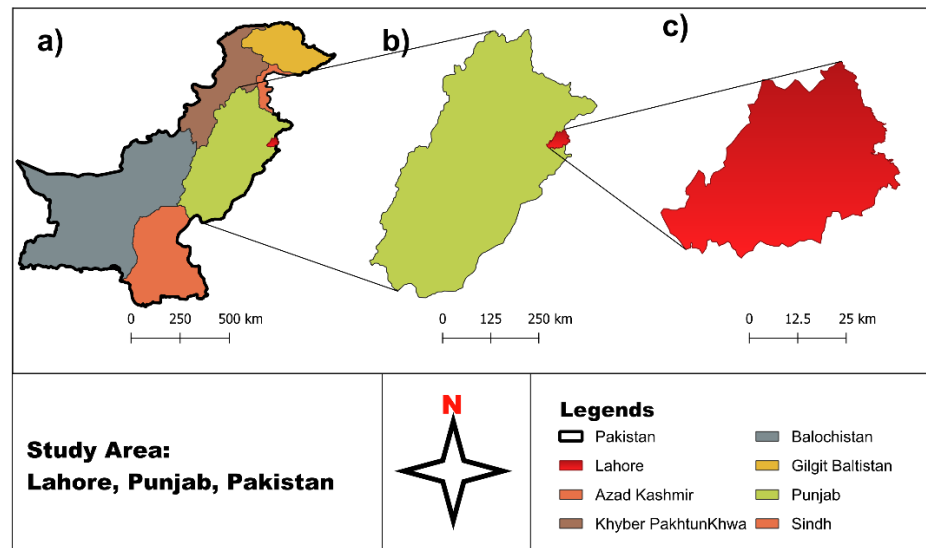 a)
b)
c)
0 250 500 km
0 125 250 km
0 12.5 25 km
Study Area:
Lahore, Punjab, Pakistan
N
Legends
Pakistan
Lahore
Azad Kashmir
Khyber PakhtunKhwa
Balochistan
Gilgit Baltistan
Punjab
Sindh